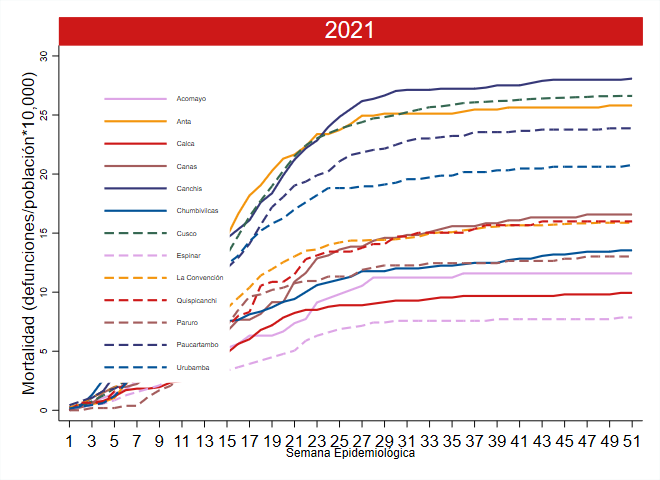 2021
Mortalidad (defunciones/población*10,000)
30
25
20
15
10
5
0
Acomayo
Anta
Calca
Canas
Canchis
Chumbivilcas
Cusco
Espinar
La Convención
Quispicanchi
Paruro
Paucartambo
Urubamba
1 3 5 7 9 11 13 15 17 19 21 23 25 27 29 31 33 35 37 39 41 43 45 47 49 51
Semana Epidemiológica